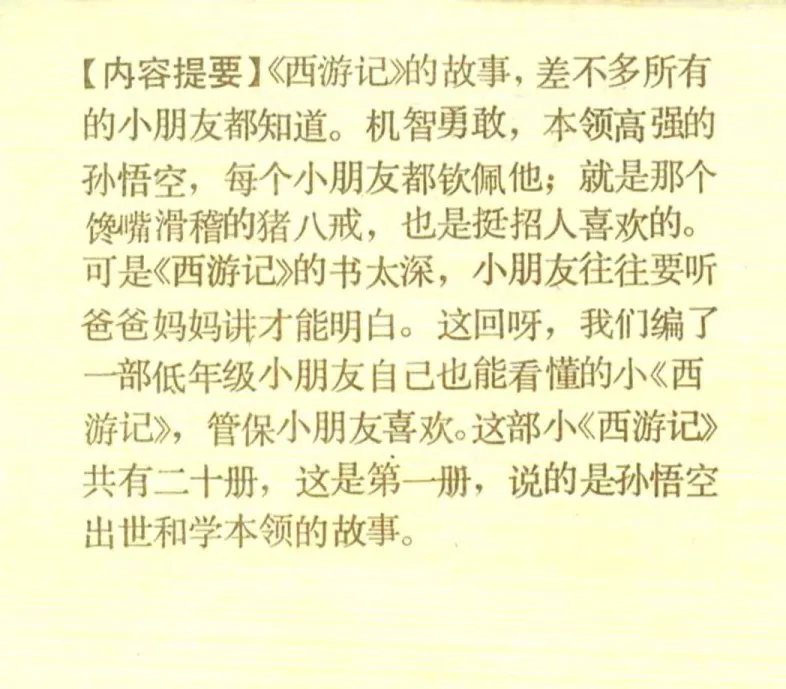 【内容提要】《西游记》的故事，差不多所有
的小朋友都知道。机智勇敢，本领高强的
孙悟空，每个小朋友都钦佩他；就是那个
馋嘴滑稽的猪八戒，也是挺招人喜欢的。
可是《西游记》的书太深，小朋友往往要听
爸爸妈妈讲才能明白。这回呀，我们编了
一部低年级小朋友自己也能看懂的小《西
游记》，管保小朋友喜欢。这部小《西游记》
共有二十册，这是第一册，说的是孙悟空
出世和学本领的故事。